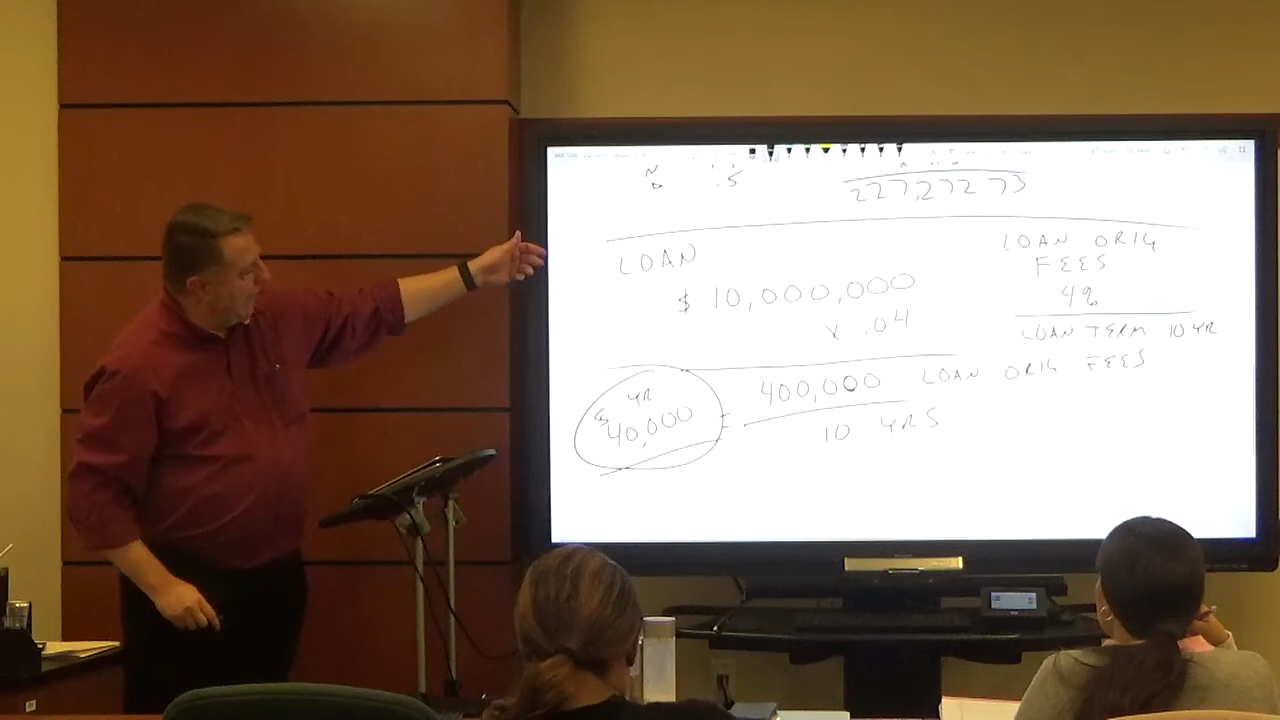 .5
227,272 73
LOAN
LOAN ORIG
FEES
$ 10,000,000
4%
x .04
LOAN TERM 10 YR
400,000 LOAN ORIG FEES
YR
$40,000 =
10 YRS